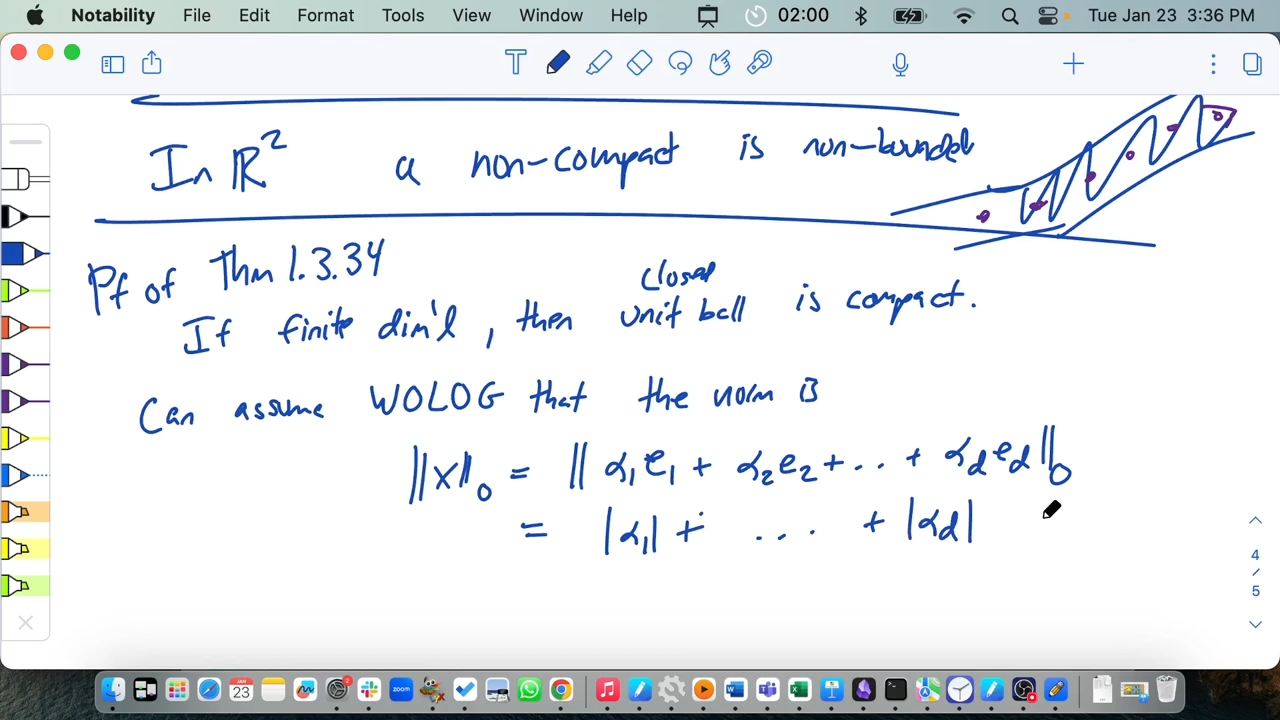 Notability File Edit Format Tools View Window Help 02:00 Tue Jan 23 3:36 PM
In ℝ² a non-compact is non-bounded
Pf of Thm 1.3.34
closed
If finite dim'l, then unit ball is compact.
Can assume WOLOG that the norm is
||x||₀ = || α₁e₁ + α₂e₂ + .. + α_d e_d ||₀
= |α₁| + .... + |α_d|
4
/
5